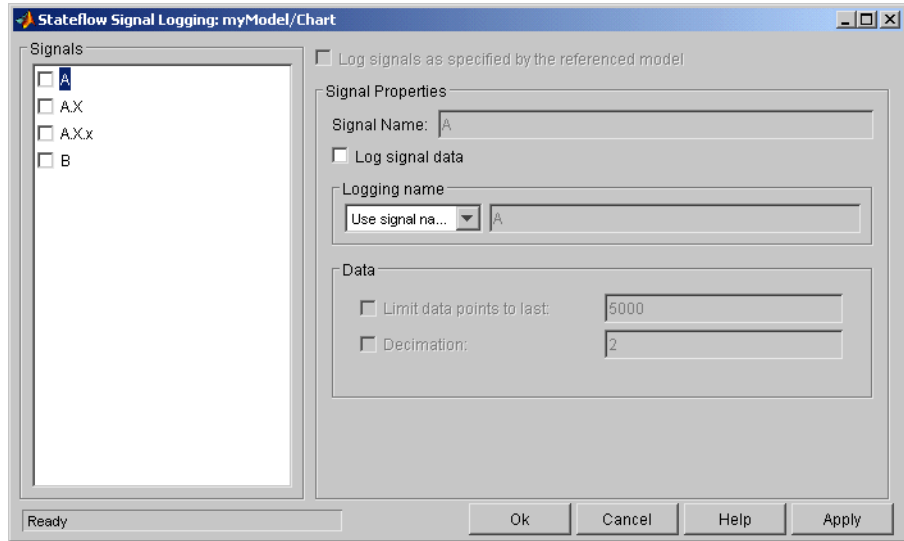 Stateflow Signal Logging: myModel/Chart
Signals
A
A.X
A.X.x
B
Log signals as specified by the referenced model
Signal Properties
Signal Name: A
Log signal data
Logging name
Use signal na... A
Data
Limit data points to last: 5000
Decimation: 2
Ready
Ok Cancel Help Apply